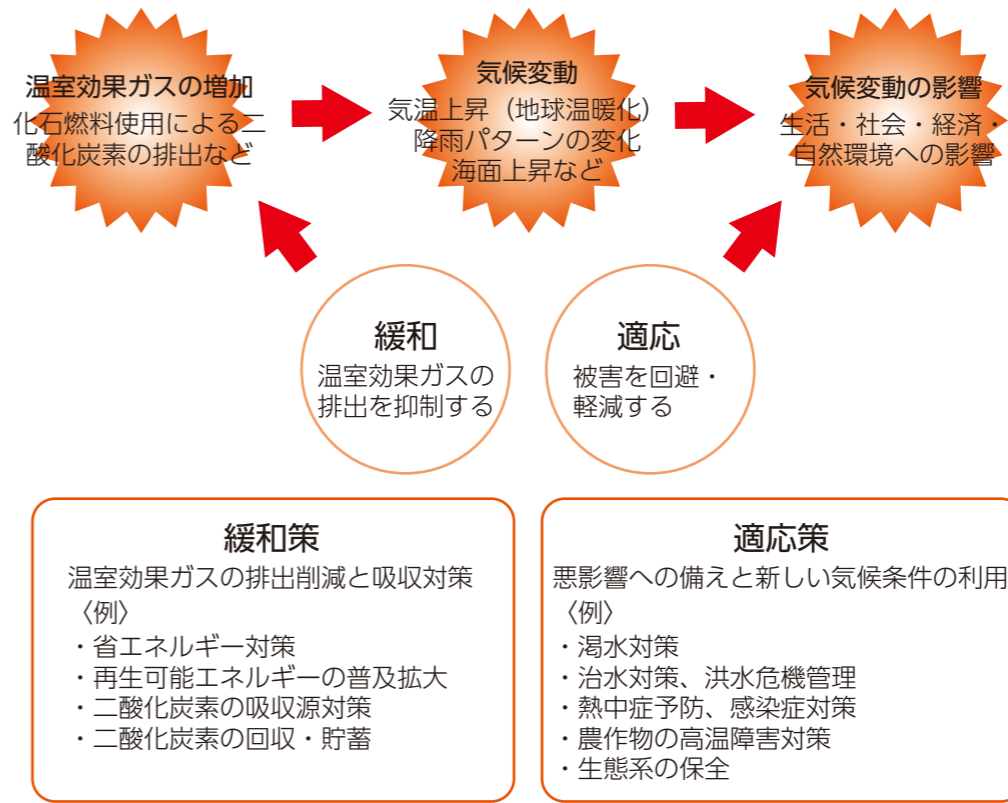 温室効果ガスの増加
化石燃料使用による二
酸化炭素の排出など
気候変動
気温上昇（地球温暖化）
降雨パターンの変化
海面上昇など
気候変動の影響
生活・社会・経済・
自然環境への影響
緩和
温室効果ガスの
排出を抑制する
適応
被害を回避・
軽減する
緩和策
温室効果ガスの排出削減と吸収対策
〈例〉
・省エネルギー対策
・再生可能エネルギーの普及拡大
・二酸化炭素の吸収源対策
・二酸化炭素の回収・貯蓄
適応策
悪影響への備えと新しい気候条件の利用
〈例〉
・渇水対策
・治水対策、洪水危機管理
・熱中症予防、感染症対策
・農作物の高温障害対策
・生態系の保全